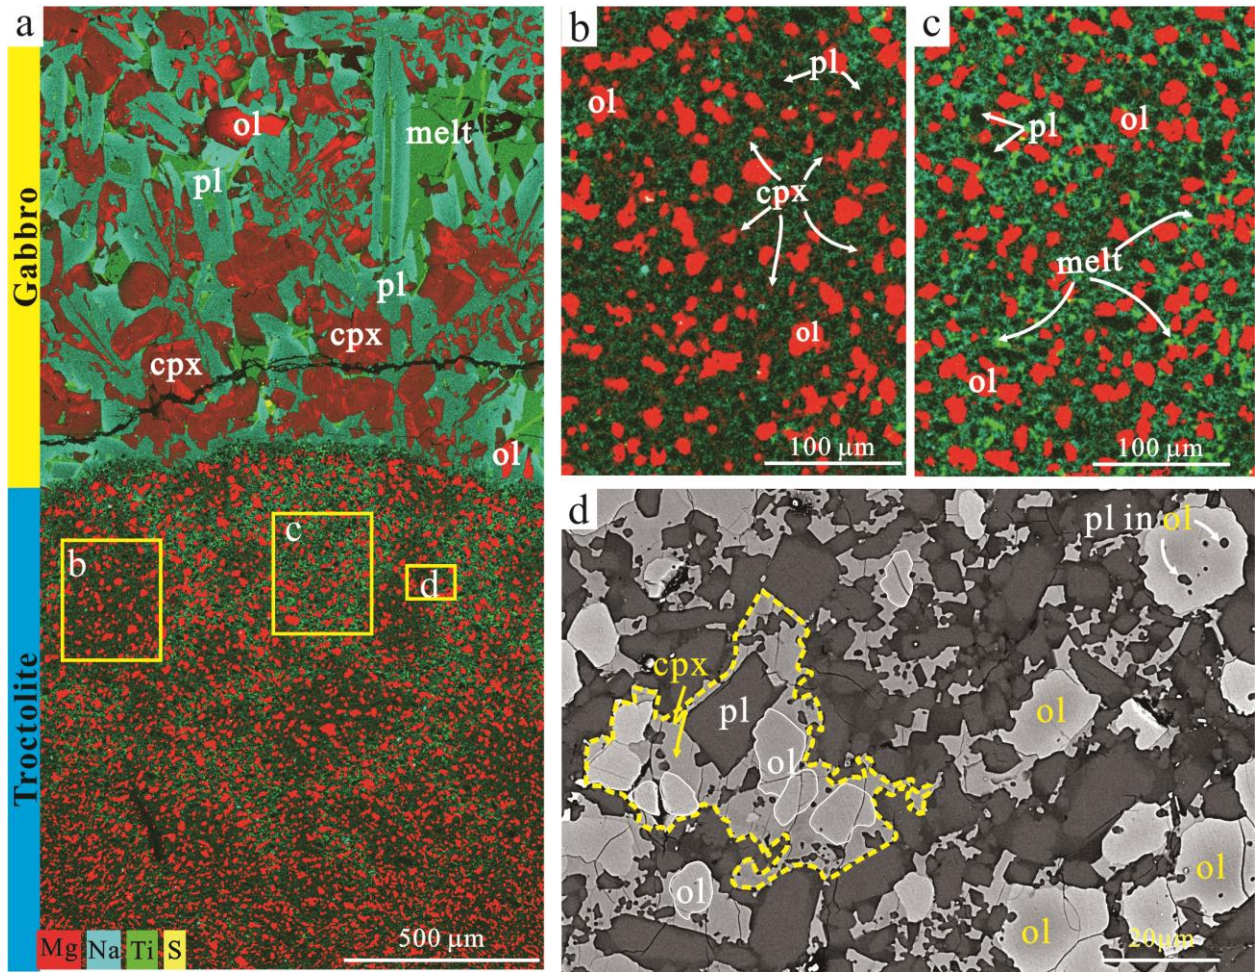 a
Gabbro
Troctolite
ol
melt
pl
pl
cpx
cpx
ol
b
c
d
Mg Na Ti S
500 µm
b
ol
pl
cpx
ol
100 µm
c
pl
ol
melt
ol
100 µm
d
pl in ol
cpx
pl
ol
ol
ol
ol
ol
20µm